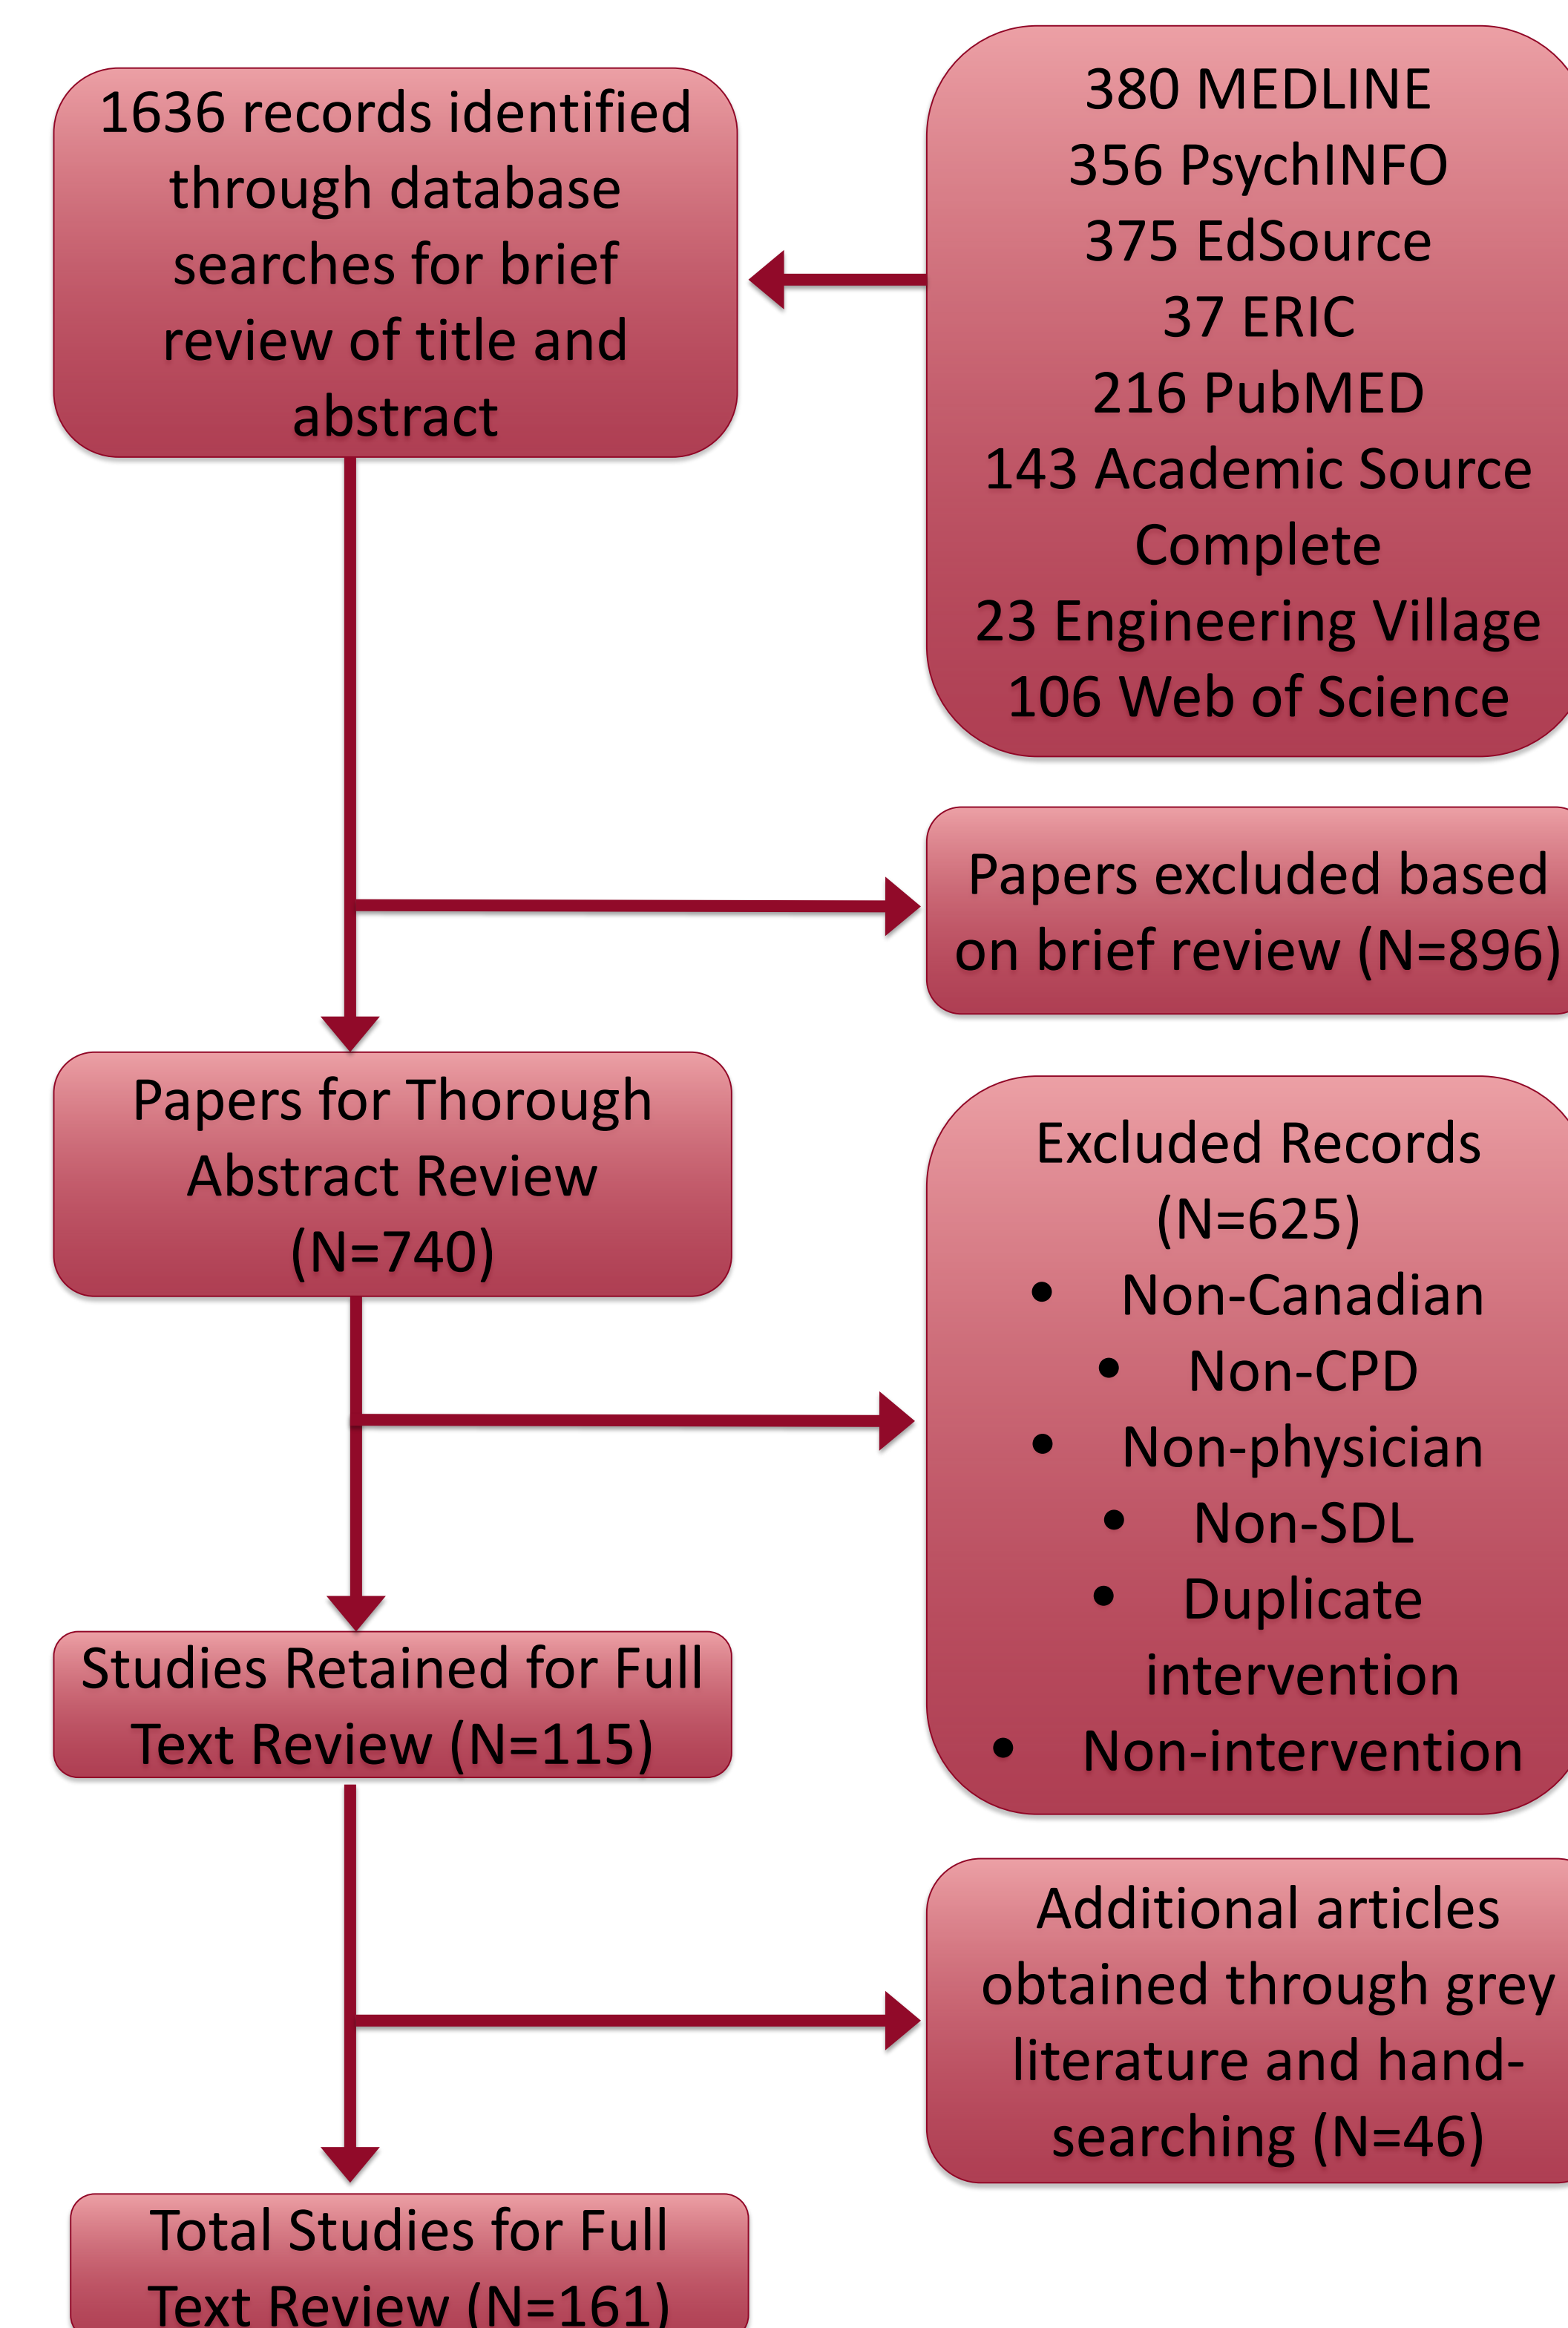 1636 records identified
through database
searches for brief
review of title and
abstract
380 MEDLINE
356 PsychINFO
375 EdSource
37 ERIC
216 PubMED
143 Academic Source
Complete
23 Engineering Village
106 Web of Science
Papers excluded based
on brief review (N=896)
Papers for Thorough
Abstract Review
(N=740)
Excluded Records
(N=625)
• Non-Canadian
• Non-CPD
• Non-physician
• Non-SDL
• Duplicate
intervention
• Non-intervention
Studies Retained for Full
Text Review (N=115)
Additional articles
obtained through grey
literature and hand-
searching (N=46)
Total Studies for Full
Text Review (N=161)